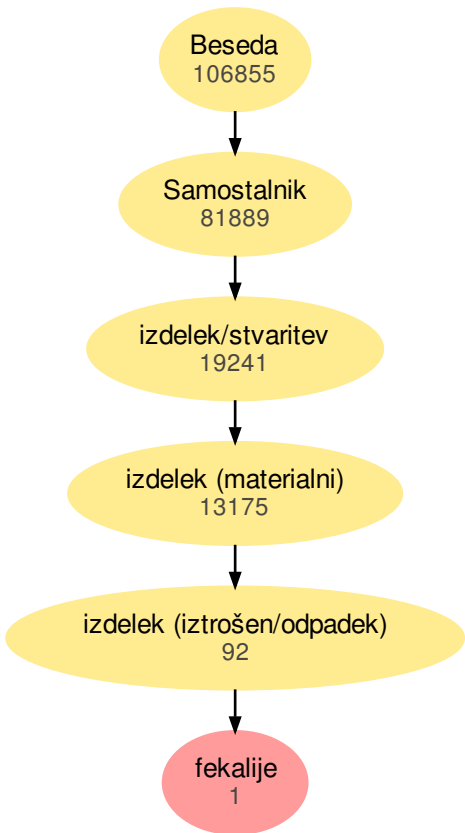 Beseda
106855
Samostalnik
81889
izdelek/stvaritev
19241
izdelek (materialni)
13175
izdelek (iztrošen/odpadek)
92
fekalije
1